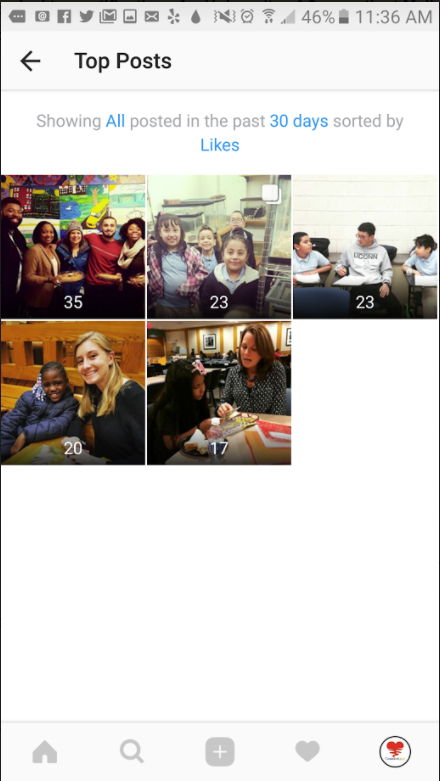 46% 11:36 AM
Top Posts
Showing All posted in the past 30 days sorted by
Likes
35
23
23
20
17
UCONN